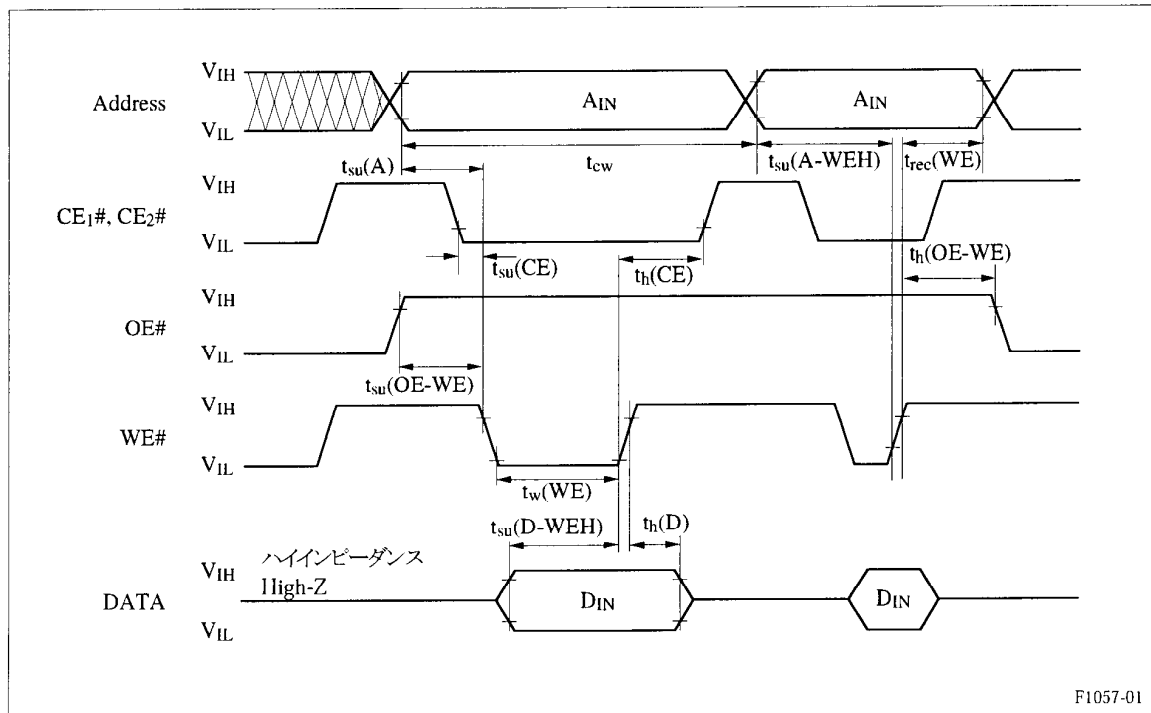 VIH
Address
AIN
AIN
VIL
tsu(A)
tcw
tsu(A-WEH)
trec(WE)
VIH
CE1#, CE2#
VIL
tsu(CE)
th(CE)
th(OE-WE)
VIH
OE#
VIL
tsu(OE-WE)
VIH
WE#
VIL
tw(WE)
tsu(D-WEH)
th(D)
ハイインピーダンス
VIH
High-Z
DATA
DIN
DIN
VIL
F1057-01